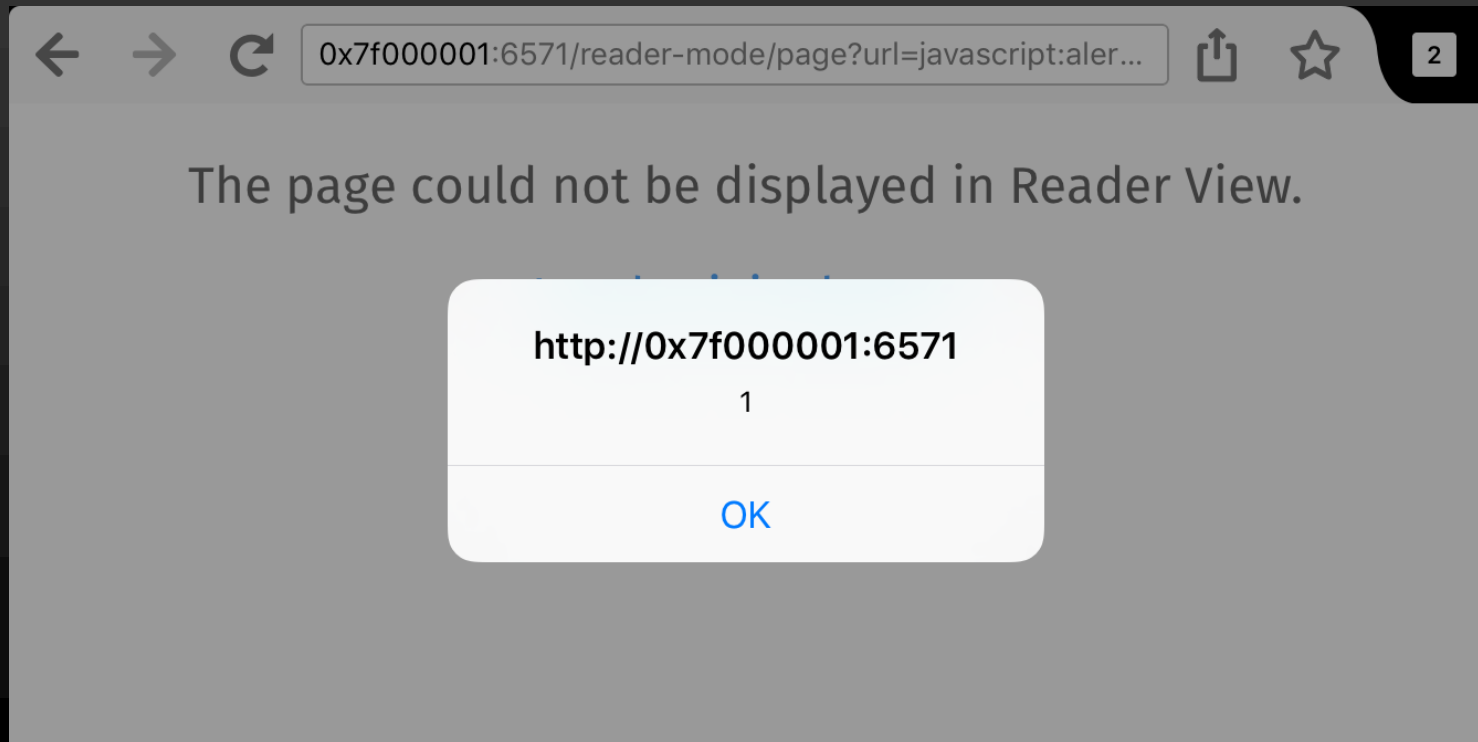 0x7f000001:6571/reader-mode/page?url=javascript:aler...
2
The page could not be displayed in Reader View.
http://0x7f000001:6571
1
OK